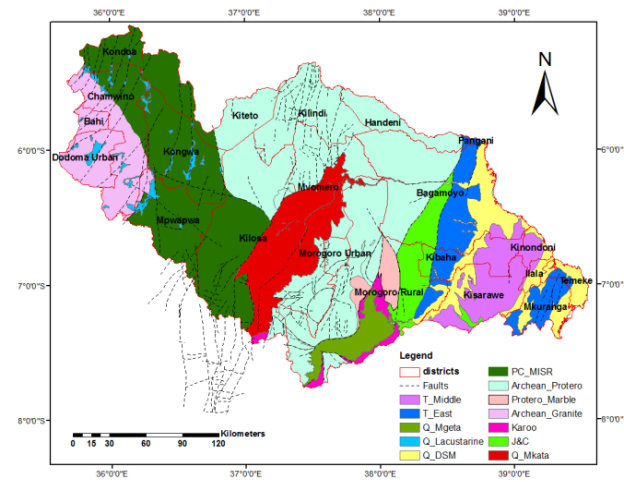 36°0'0"E 37°0'0"E 38°0'0"E 39°0'0"E
N
Kondoa
Chamwino
Kiteto
Kilindi
Handeni
Bahi
Pangani
6°0'0"S
6°0'0"S
Kongwa
Dodoma Urban
Mvomero
Bagamoyo
Mpwapwa
Kilosa
Morogoro Urban
Kibaha
Kinondoni
Ilala
Temeke
7°0'0"S
7°0'0"S
Morogoro Rural
Kisarawe
Mkuranga
Legend
districts
PC_MISR
Faults
Archean_Protero
T_Middle
Protero_Marble
T_East
Archean_Granite
Q_Mgeta
Karoo
Q_Lacustarine
J&C
Q_DSM
Q_Mkata
8°0'0"S
8°0'0"S
Kilometers
0 15 30 60 90 120
36°0'0"E 37°0'0"E 38°0'0"E 39°0'0"E